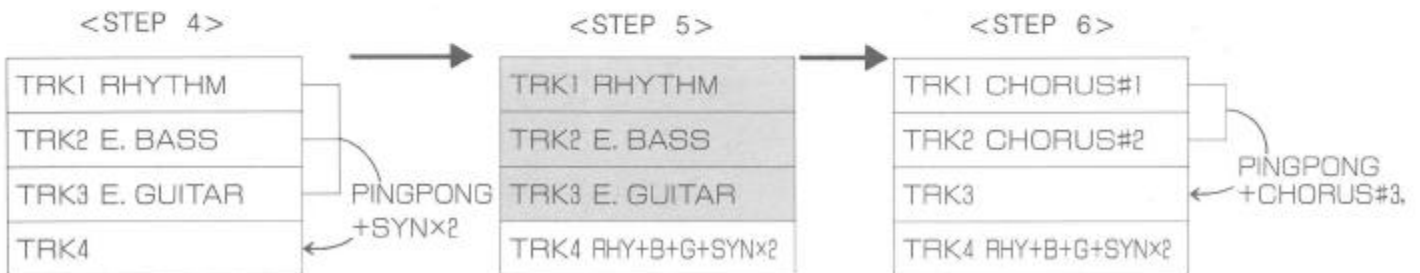 <STEP 4>
TRK1 RHYTHM
TRK2 E. BASS
TRK3 E. GUITAR
TRK4
PINGPONG
+SYN×2
<STEP 5>
TRK1 RHYTHM
TRK2 E. BASS
TRK3 E. GUITAR
TRK4 RHY+B+G+SYN×2
<STEP 6>
TRK1 CHORUS#1
TRK2 CHORUS#2
TRK3
TRK4 RHY+B+G+SYN×2
PINGPONG
+CHORUS#3,